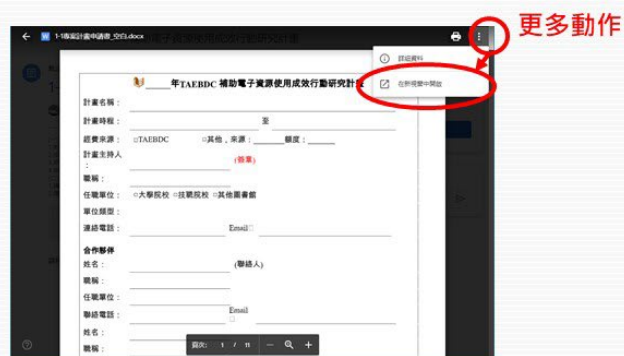 更多動作
1-1專案計畫申請書_空白.docx
詳細資料
在新視窗中開啟
____年TAEBDC 補助電子資源使用成效行動研究計
計畫名稱：
計畫時程： 至
經費來源： □TAEBDC □其他，來源：______ 額度：______
計畫主持人
： (簽章)
職稱：
任職單位： □大學院校 □技職院校 □其他圖書館
單位類型：
連絡電話： Email
合作夥伴
姓名： (聯絡人)
職稱：
任職單位：
聯絡電話： Email
姓名：
職稱：
頁次： 1 / 11